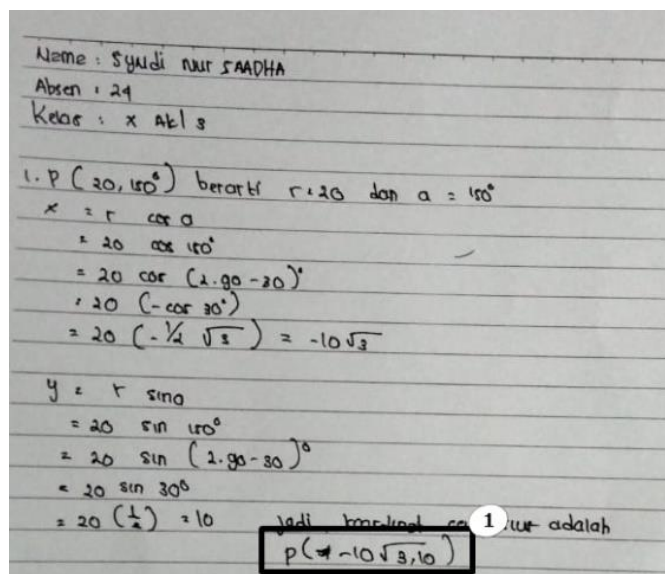 Name : Syndi Nur SAADHA
Absen : 24
Kelas : X Akl 3
1. P (20, 150°) berarti r = 20 dan a = 150°
x = r cos a
= 20 cos 150°
= 20 cos (2.90 - 30)°
= 20 (- cos 30°)
= 20 (- 1/2 √3) = -10√3
y = r sina
= 20 sin 150°
= 20 sin (2.90 - 30)°
= 20 sin 30°
= 20 (1/2) = 10 jadi 1 adalah
P( -10√3, 10)